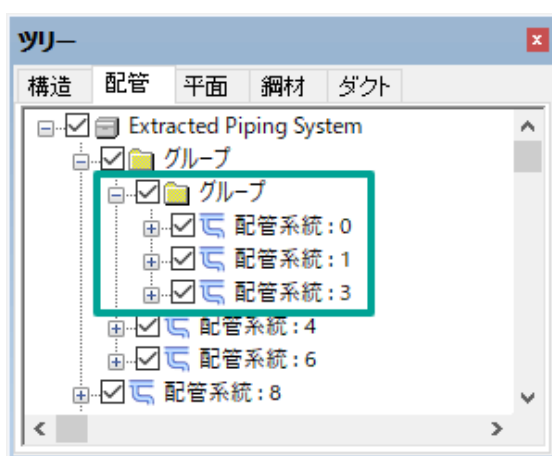 ツリー
構造 配管 平面 鋼材 ダクト
Extracted Piping System
グループ
グループ
配管系統:0
配管系統:1
配管系統:3
配管系統:4
配管系統:6
配管系統:8